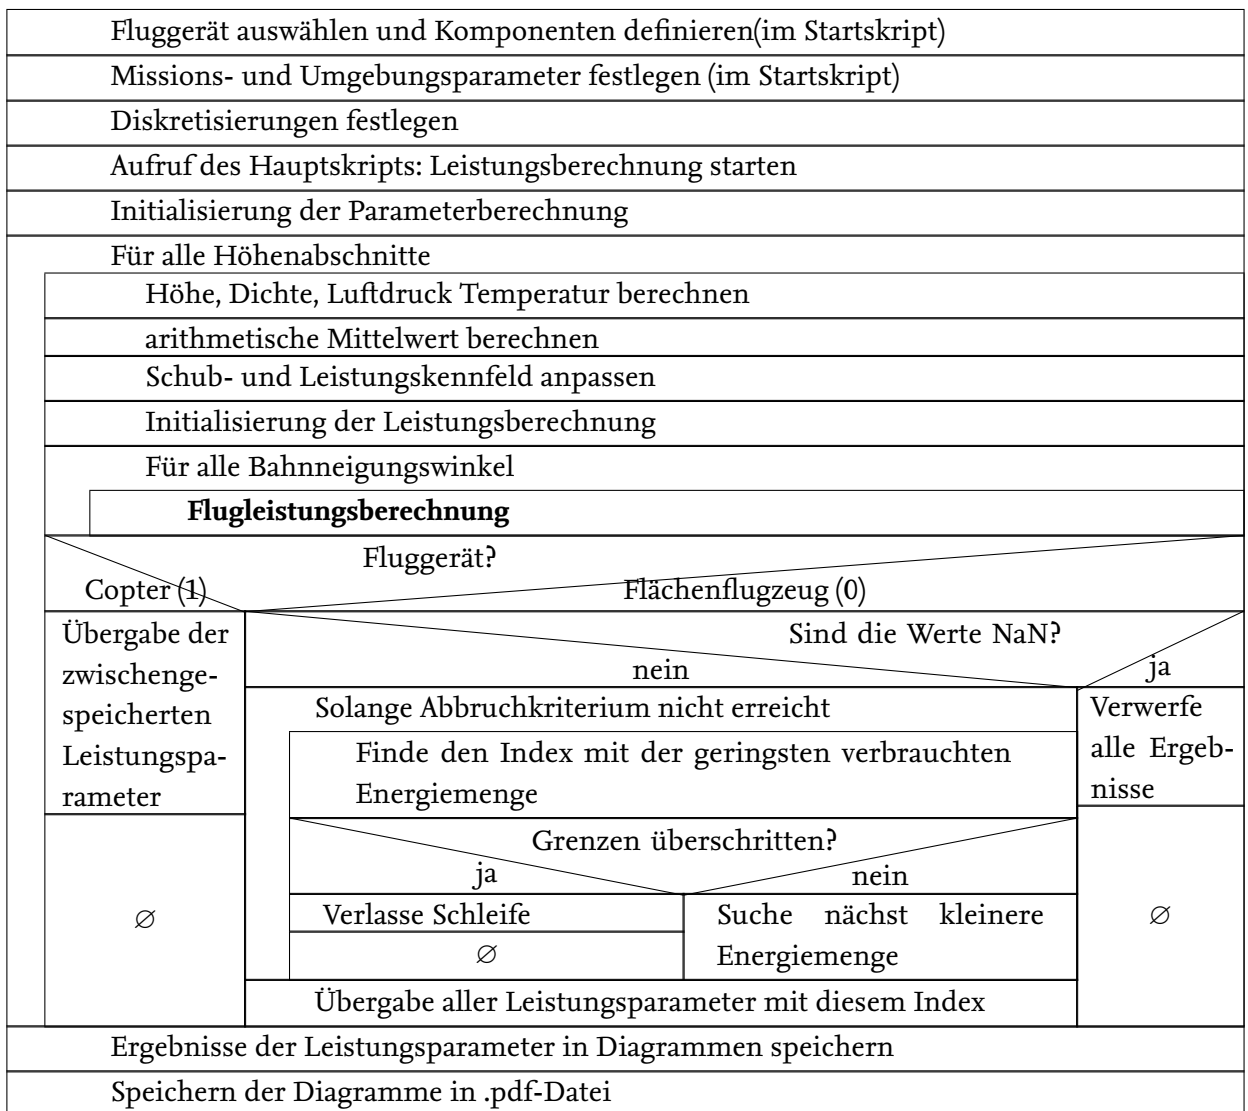 Fluggerät auswählen und Komponenten definieren(im Startskript)
Missions- und Umgebungsparameter festlegen (im Startskript)
Diskretisierungen festlegen
Aufruf des Hauptskripts: Leistungsberechnung starten
Initialisierung der Parameterberechnung
Für alle Höhenabschnitte
Höhe, Dichte, Luftdruck Temperatur berechnen
arithmetische Mittelwert berechnen
Schub- und Leistungskennfeld anpassen
Initialisierung der Leistungsberechnung
Für alle Bahnneigungswinkel
Flugleistungsberechnung
Fluggerät?
Copter (1)
Flächenflugzeug (0)
Übergabe der
zwischenge-
speicherten
Leistungspa-
rameter
∅
Sind die Werte NaN?
nein
ja
Solange Abbruchkriterium nicht erreicht
Finde den Index mit der geringsten verbrauchten
Energiemenge
Grenzen überschritten?
ja
nein
Verlasse Schleife
∅
Suche nächst kleinere
Energiemenge
Übergabe aller Leistungsparameter mit diesem Index
Verwerfe
alle Ergeb-
nisse
∅
Ergebnisse der Leistungsparameter in Diagrammen speichern
Speichern der Diagramme in .pdf-Datei